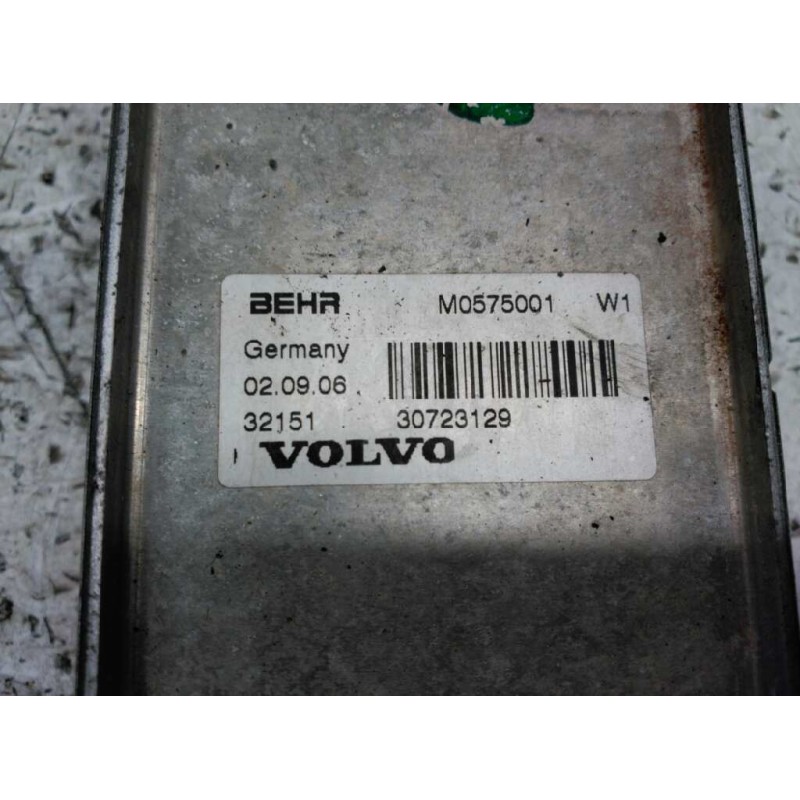 BEHR M0575001 W1
Germany
02.09.06
32151 30723129
VOLVO